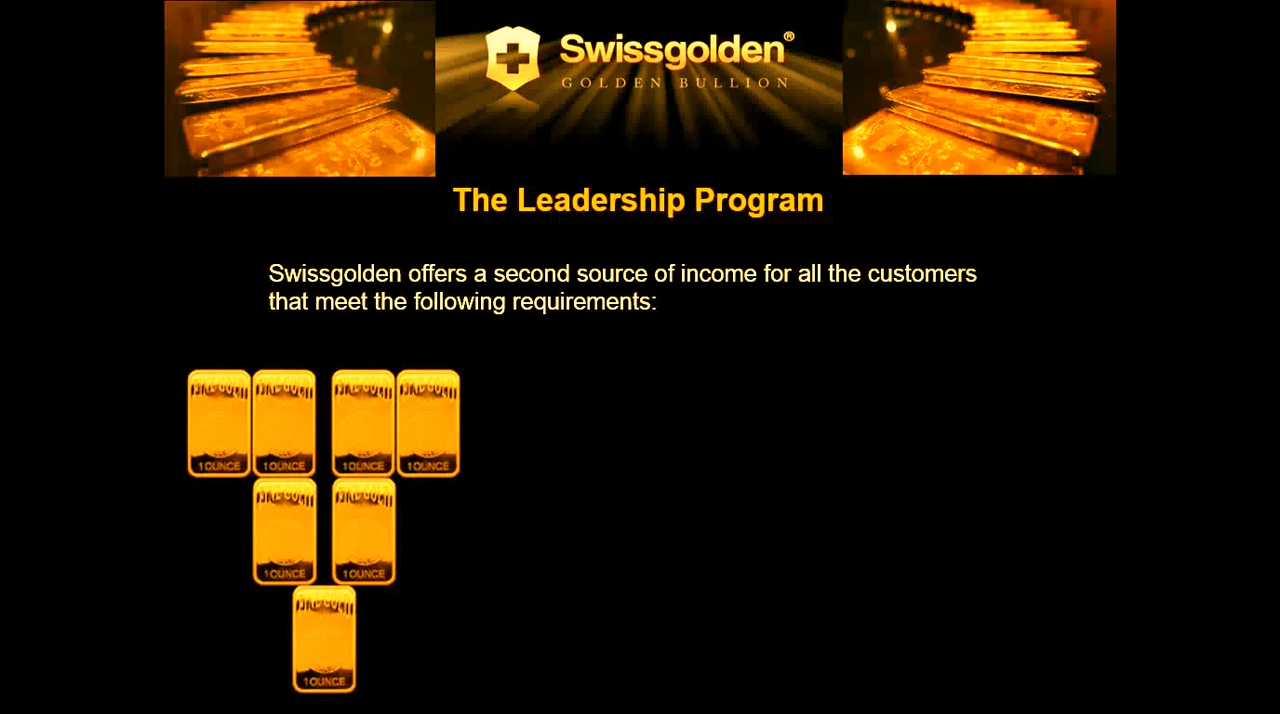 Swissgolden®
GOLDEN BULLION
The Leadership Program
Swissgolden offers a second source of income for all the customers
that meet the following requirements:
1 OUNCE 1 OUNCE 1 OUNCE 1 OUNCE
1 OUNCE 1 OUNCE
1 OUNCE